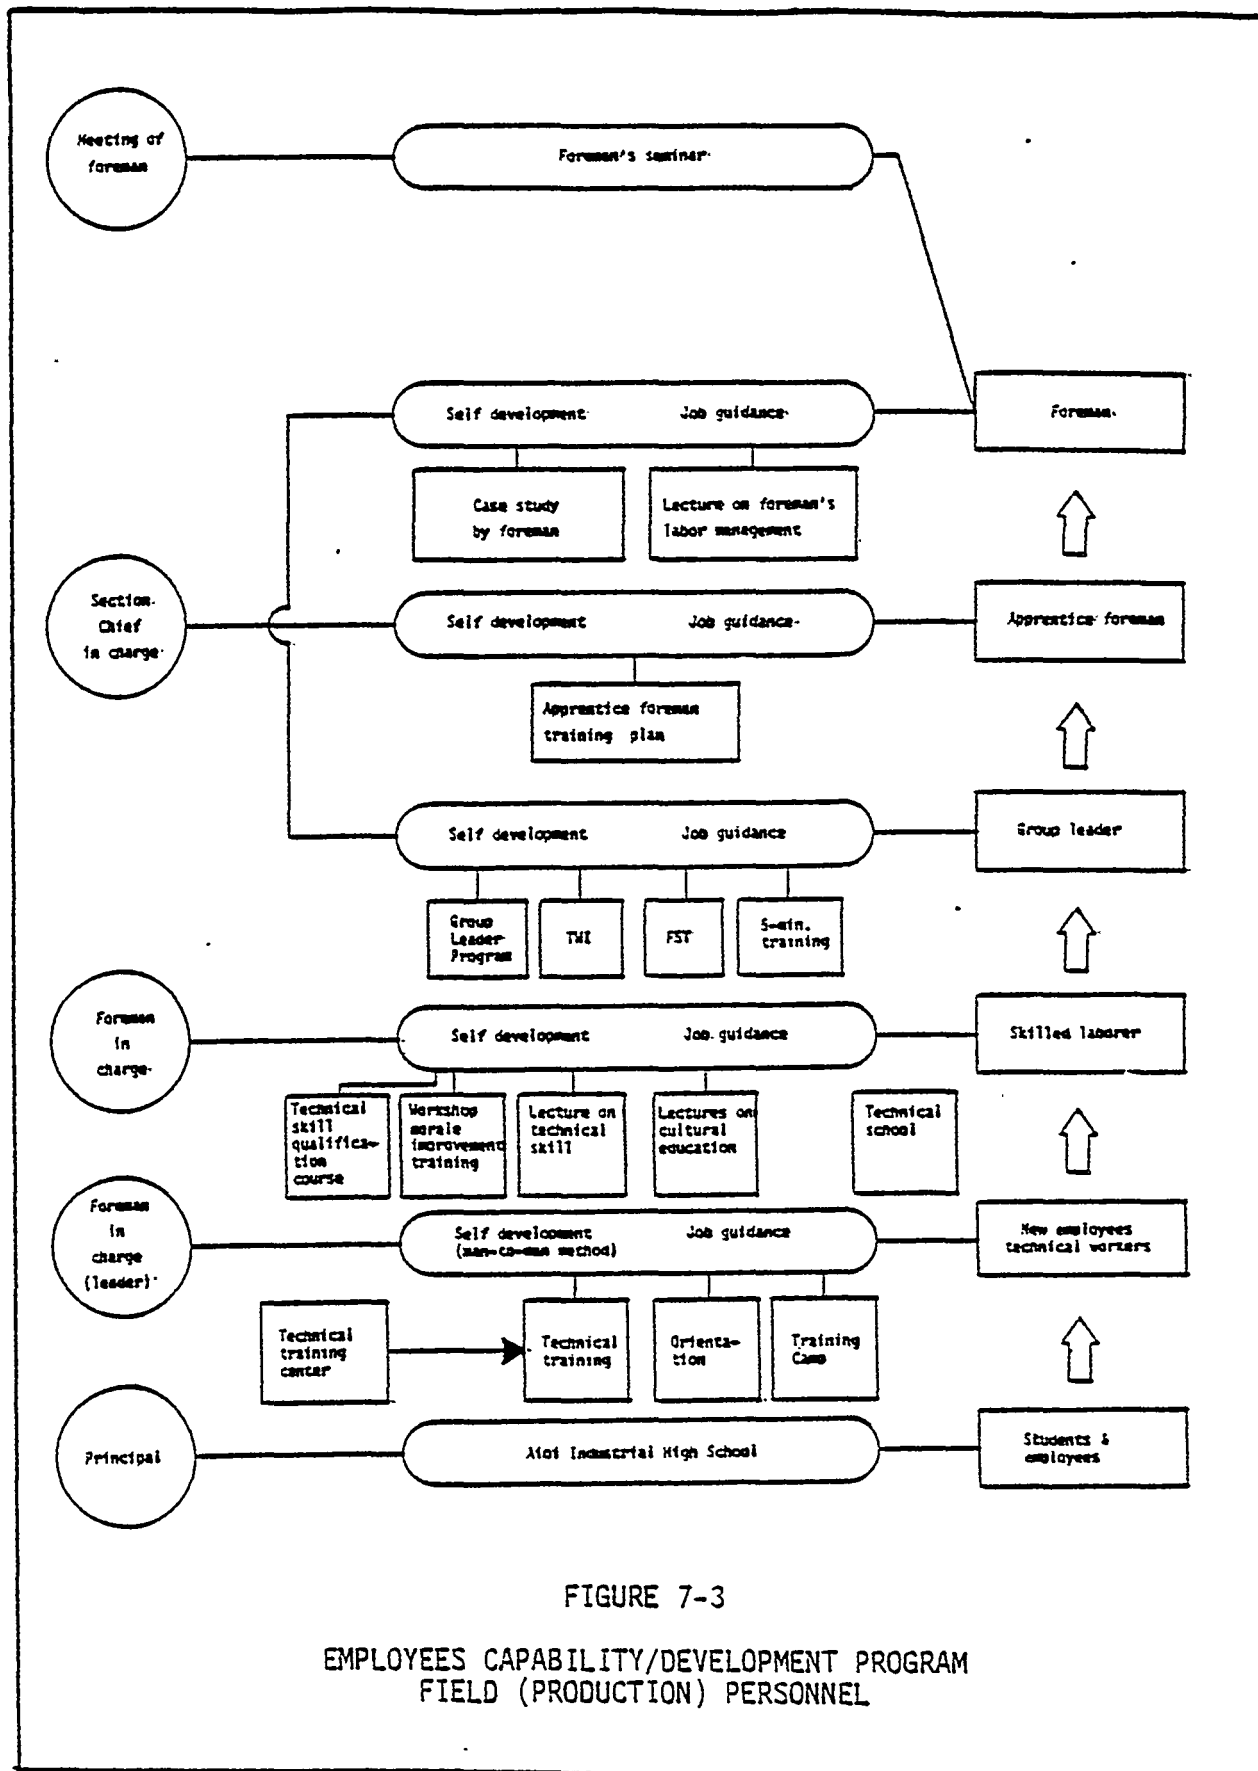 Meeting of
foreman
Foreman's seminar
Self development
Job guidance
Foreman
Case study
by foreman
Lecture on foreman's
labor management
Section
Chief
in charge
Self development
Job guidance
Apprentice foreman
Apprentice foreman
training plan
Self development
Job guidance
Group leader
Group
Leader
Program
TWI
FST
5-min.
training
Foreman
in
charge
Self development
Job guidance
Skilled laborer
Technical
skill
qualifica-
tion
course
Workshop
morale
improvement
training
Lecture on
technical
skill
Lectures on
cultural
education
Technical
school
Foreman
in
charge
(leader)
Self development
(man-to-man method)
Job guidance
New employees
technical workers
Technical
training
center
Technical
training
Orienta-
tion
Training
Camp
Principal
Aioi Industrial High School
Students &
employees
FIGURE 7-3
EMPLOYEES CAPABILITY/DEVELOPMENT PROGRAM
FIELD (PRODUCTION) PERSONNEL